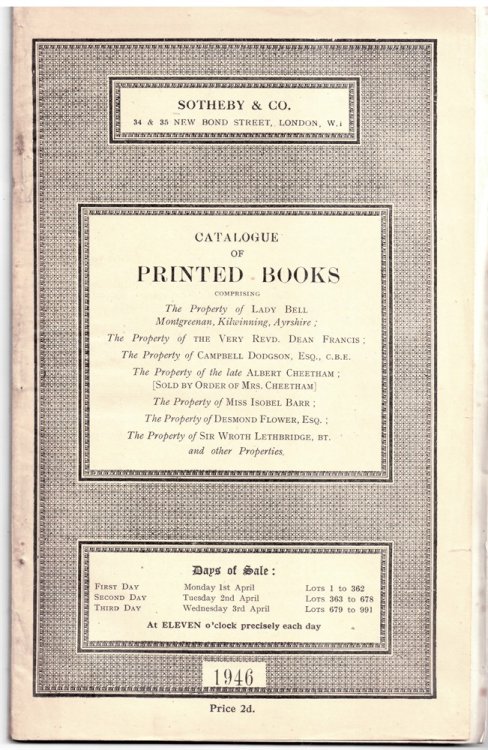 SOTHEBY & CO.
34 & 35 NEW BOND STREET, LONDON, W.1
CATALOGUE
OF
PRINTED BOOKS
COMPRISING
The Property of LADY BELL
Montgreenan, Kilwinning, Ayrshire ;
The Property of THE VERY REVD. DEAN FRANCIS ;
The Property of CAMPBELL DODGSON, ESQ., C.B.E.
The Property of the late ALBERT CHEETHAM ;
[SOLD BY ORDER OF MRS. CHEETHAM]
The Property of MISS ISOBEL BARR ;
The Property of DESMOND FLOWER, ESQ. ;
The Property of SIR WROTH LETHBRIDGE, BT.
and other Properties.
Days of Sale :
FIRST DAY Monday 1st April LOTS 1 to 362
SECOND DAY Tuesday 2nd April LOTS 363 to 678
THIRD DAY Wednesday 3rd April LOTS 679 to 991
At ELEVEN o'clock precisely each day
1946
Price 2d.